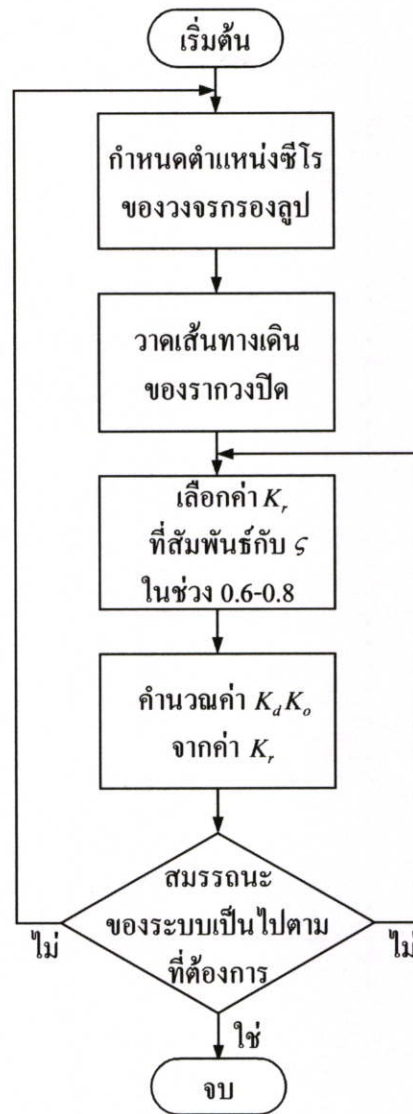 เริ่มต้น
กำหนดตำแหน่งซีโร
ของวงจรกรองลูป
วาดเส้นทางเดิน
ของรากวงปิด
เลือกค่า K_r
ที่สัมพันธ์กับ ς
ในช่วง 0.6-0.8
คำนวณค่า K_d K_o
จากค่า K_r
สมรรถนะ
ของระบบเป็นไปตาม
ที่ต้องการ
ไม่
ไม่
ใช่
จบ